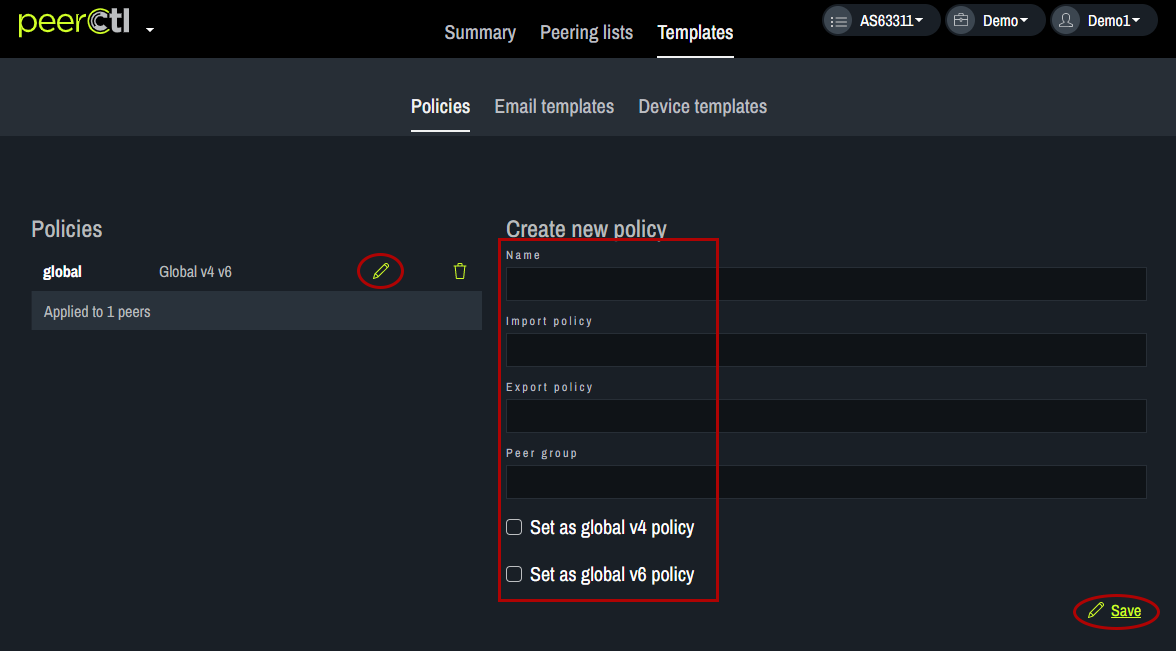 peerctl
Summary Peering lists Templates
AS63311 Demo Demo1
Policies Email templates Device templates
Policies
global Global v4 v6
Applied to 1 peers
Create new policy
Name
Import policy
Export policy
Peer group
Set as global v4 policy
Set as global v6 policy
Save